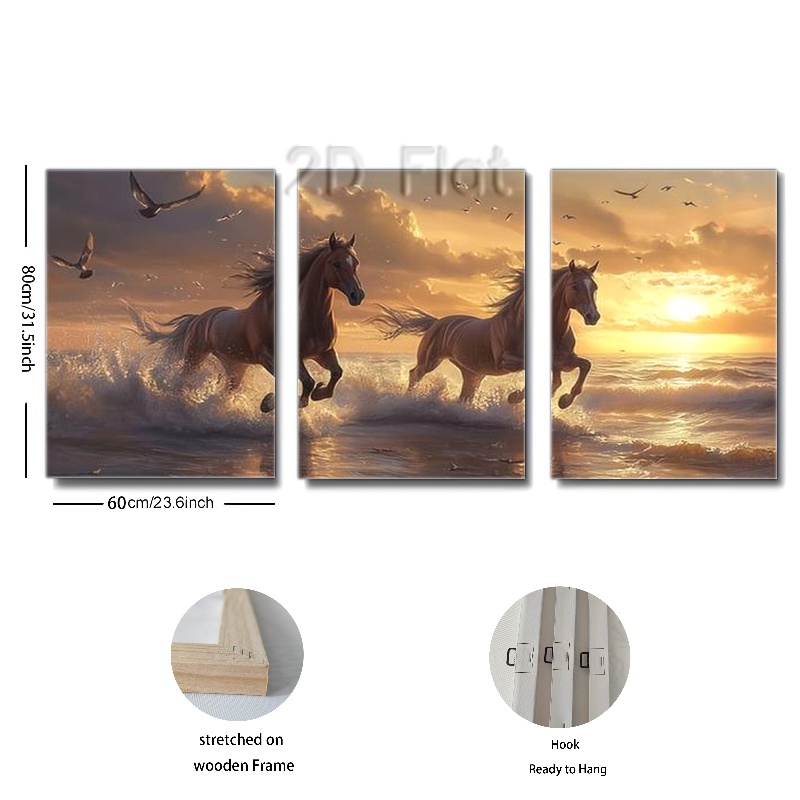 2D Flat
80cm/31.5inch
60cm/23.6inch
stretched on
wooden Frame
Hook
Ready to Hang